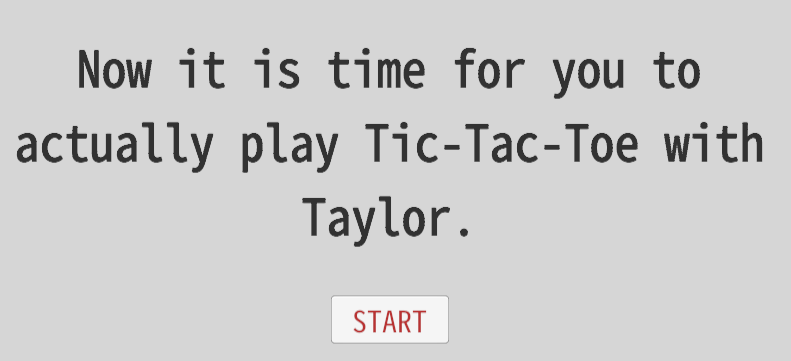 Now it is time for you to
actually play Tic-Tac-Toe with
Taylor.
START